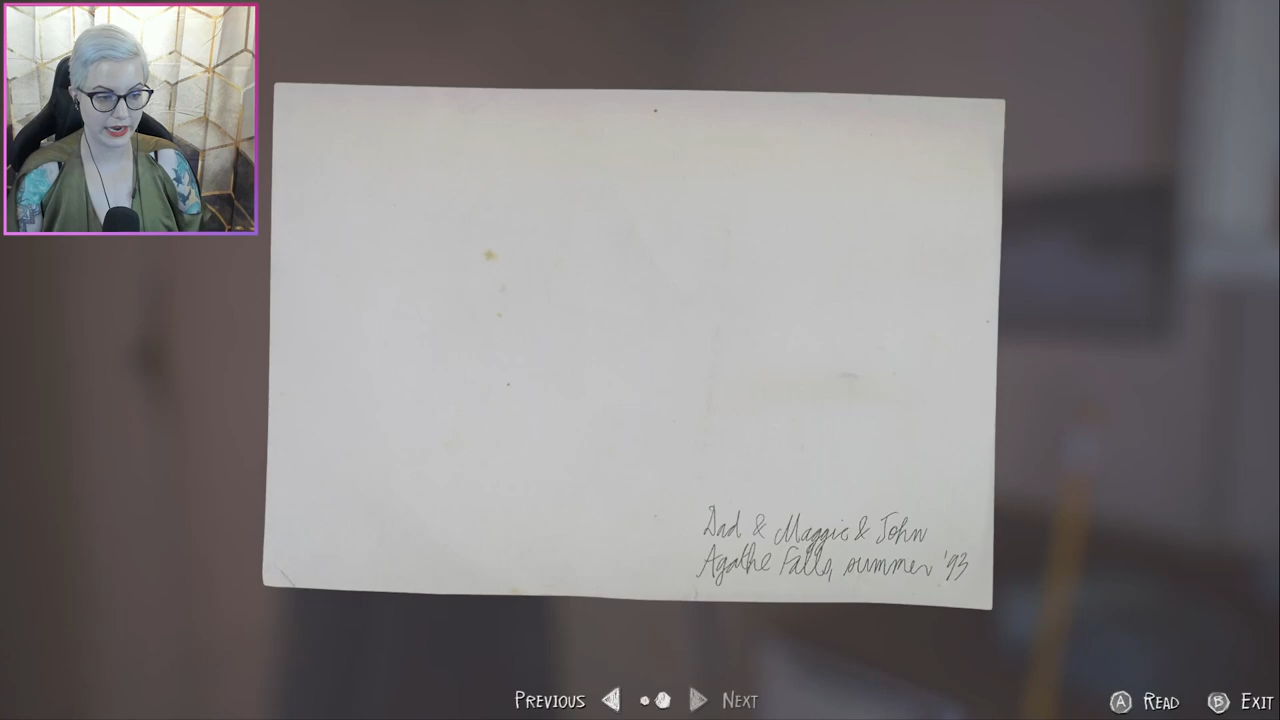 Dad & Maggie & John
Agathe Falls, summer '93
PREVIOUS
NEXT
A READ
B EXIT